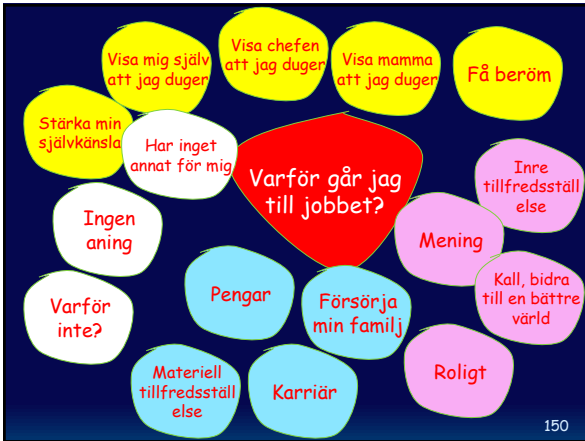 Visa mig själv
att jag duger
Visa chefen
att jag duger
Visa mamma
att jag duger
Få beröm
Stärka min
självkänsla
Har inget
annat för mig
Varför går jag
till jobbet?
Inre
tillfredsställ
else
Ingen
aning
Mening
Kall, bidra
till en bättre
värld
Varför
inte?
Pengar
Försörja
min familj
Roligt
Materiell
tillfredsställ
else
Karriär
150